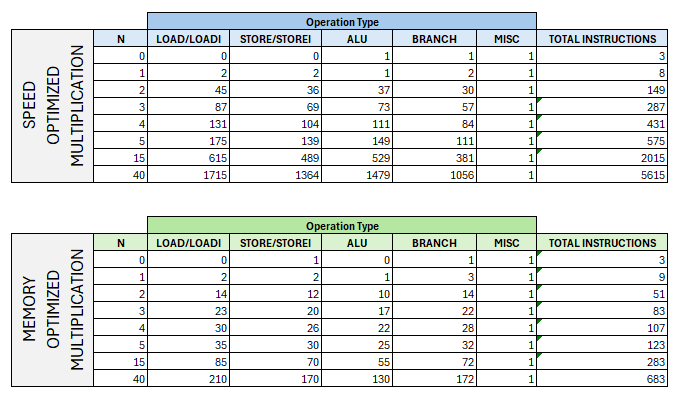 Operation Type
SPEED OPTIMIZED MULTIPLICATION
N LOAD/LOADI STORE/STOREI ALU BRANCH MISC TOTAL INSTRUCTIONS
0 0 0 1 1 1 3
1 2 2 1 2 1 8
2 45 36 37 30 1 149
3 87 69 73 57 1 287
4 131 104 111 84 1 431
5 175 139 149 111 1 575
15 615 489 529 381 1 2015
40 1715 1364 1479 1056 1 5615
Operation Type
MEMORY OPTIMIZED MULTIPLICATION
N LOAD/LOADI STORE/STOREI ALU BRANCH MISC TOTAL INSTRUCTIONS
0 0 1 0 1 1 3
1 2 2 1 3 1 9
2 14 12 10 14 1 51
3 23 20 17 22 1 83
4 30 26 22 28 1 107
5 35 30 25 32 1 123
15 85 70 55 72 1 283
40 210 170 130 172 1 683